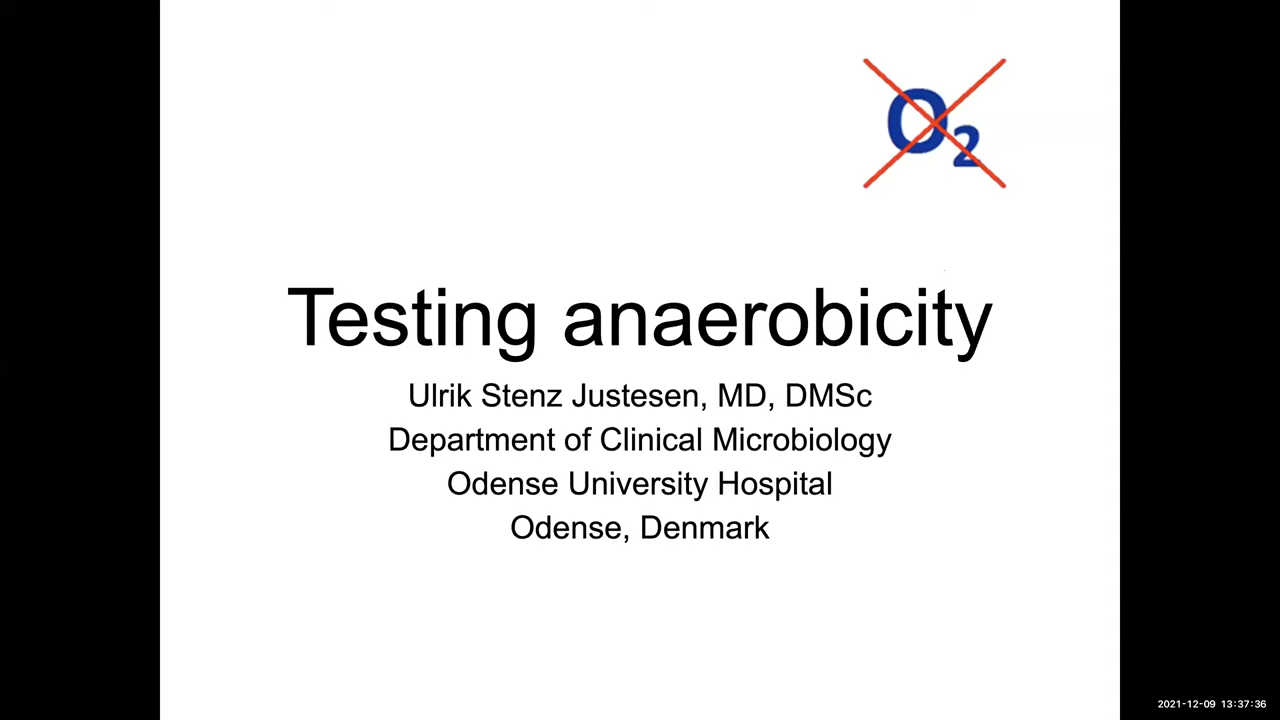 O2
Testing anaerobicity
Ulrik Stenz Justesen, MD, DMSc
Department of Clinical Microbiology
Odense University Hospital
Odense, Denmark
2021-12-09 13:37:36